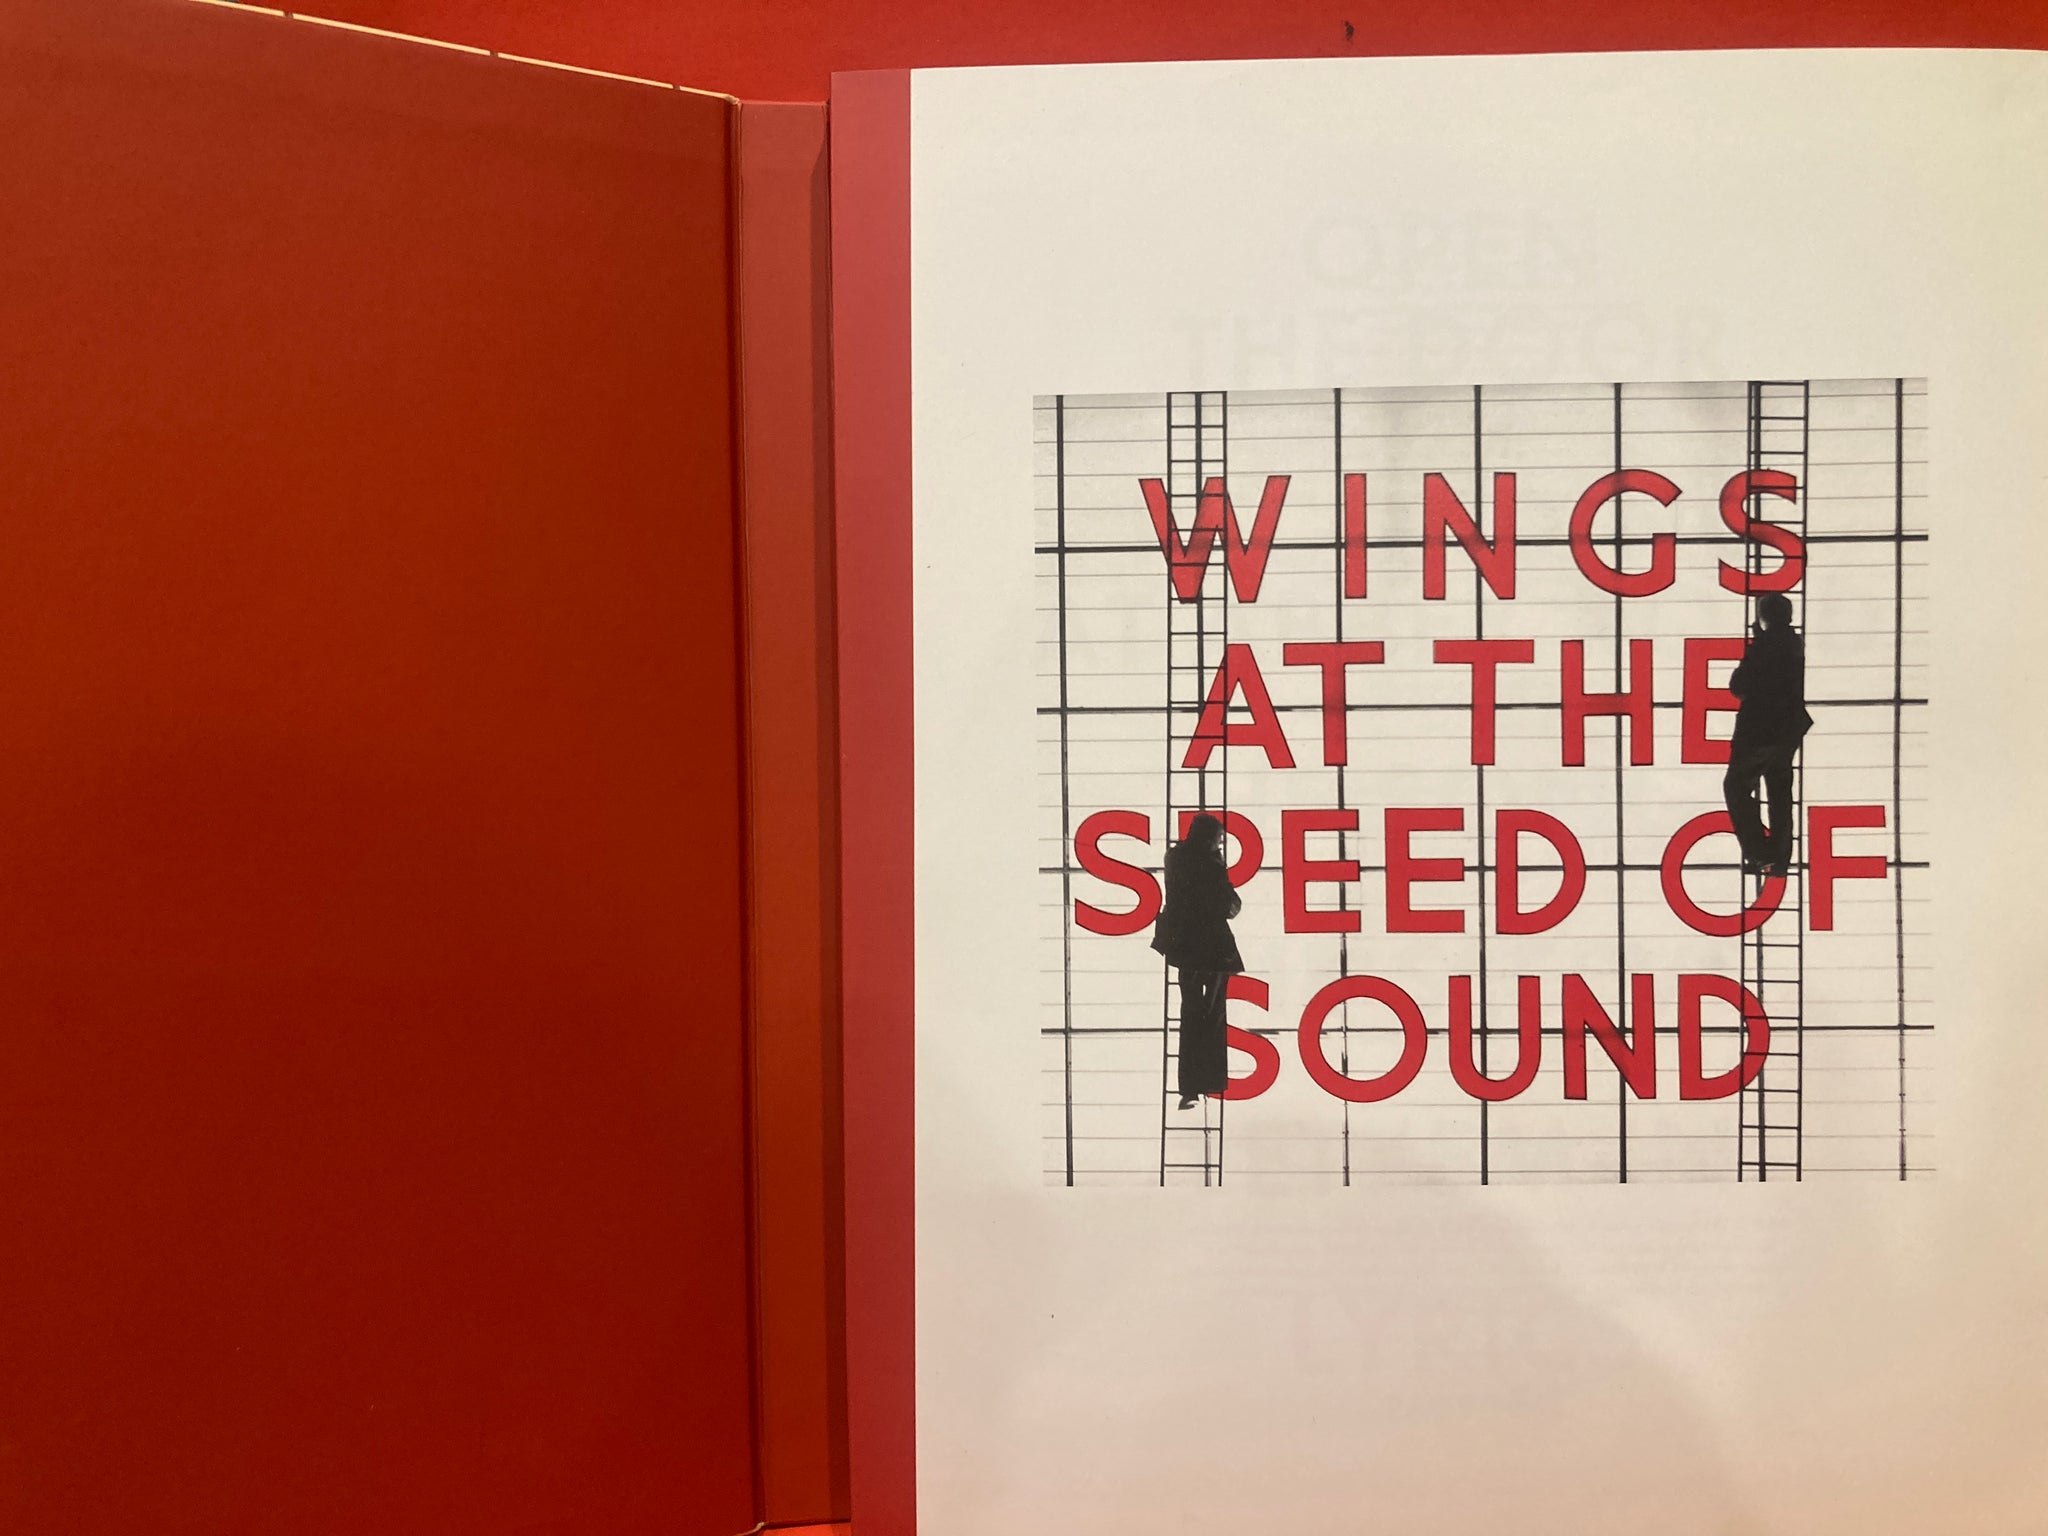 WINGS
AT THE
SPEED OF
SOUND